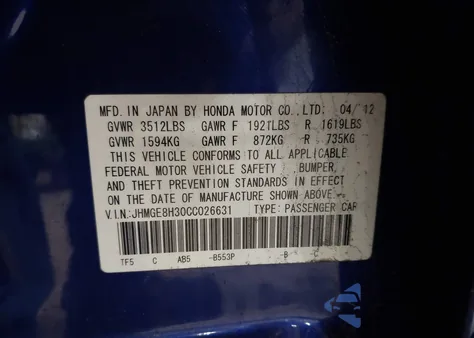 MFD. IN JAPAN BY HONDA MOTOR CO., LTD: 04/12
GVWR 3512LBS GAWR F 1927LBS R 1619LBS
GVWR 1594KG GAWR F 872KG R 735KG
THIS VEHICLE CONFORMS TO ALL APPLICABLE
FEDERAL MOTOR VEHICLE SAFETY , BUMPER,
AND THEFT PREVENTION STANDARDS IN EFFECT
ON THE DATE OF MANUFACTURE SHOWN ABOVE.
V.I.N: JHMGE8H30CC026631 TYPE: PASSENGER CAR
TF5 C AB5 -B553P -B -C